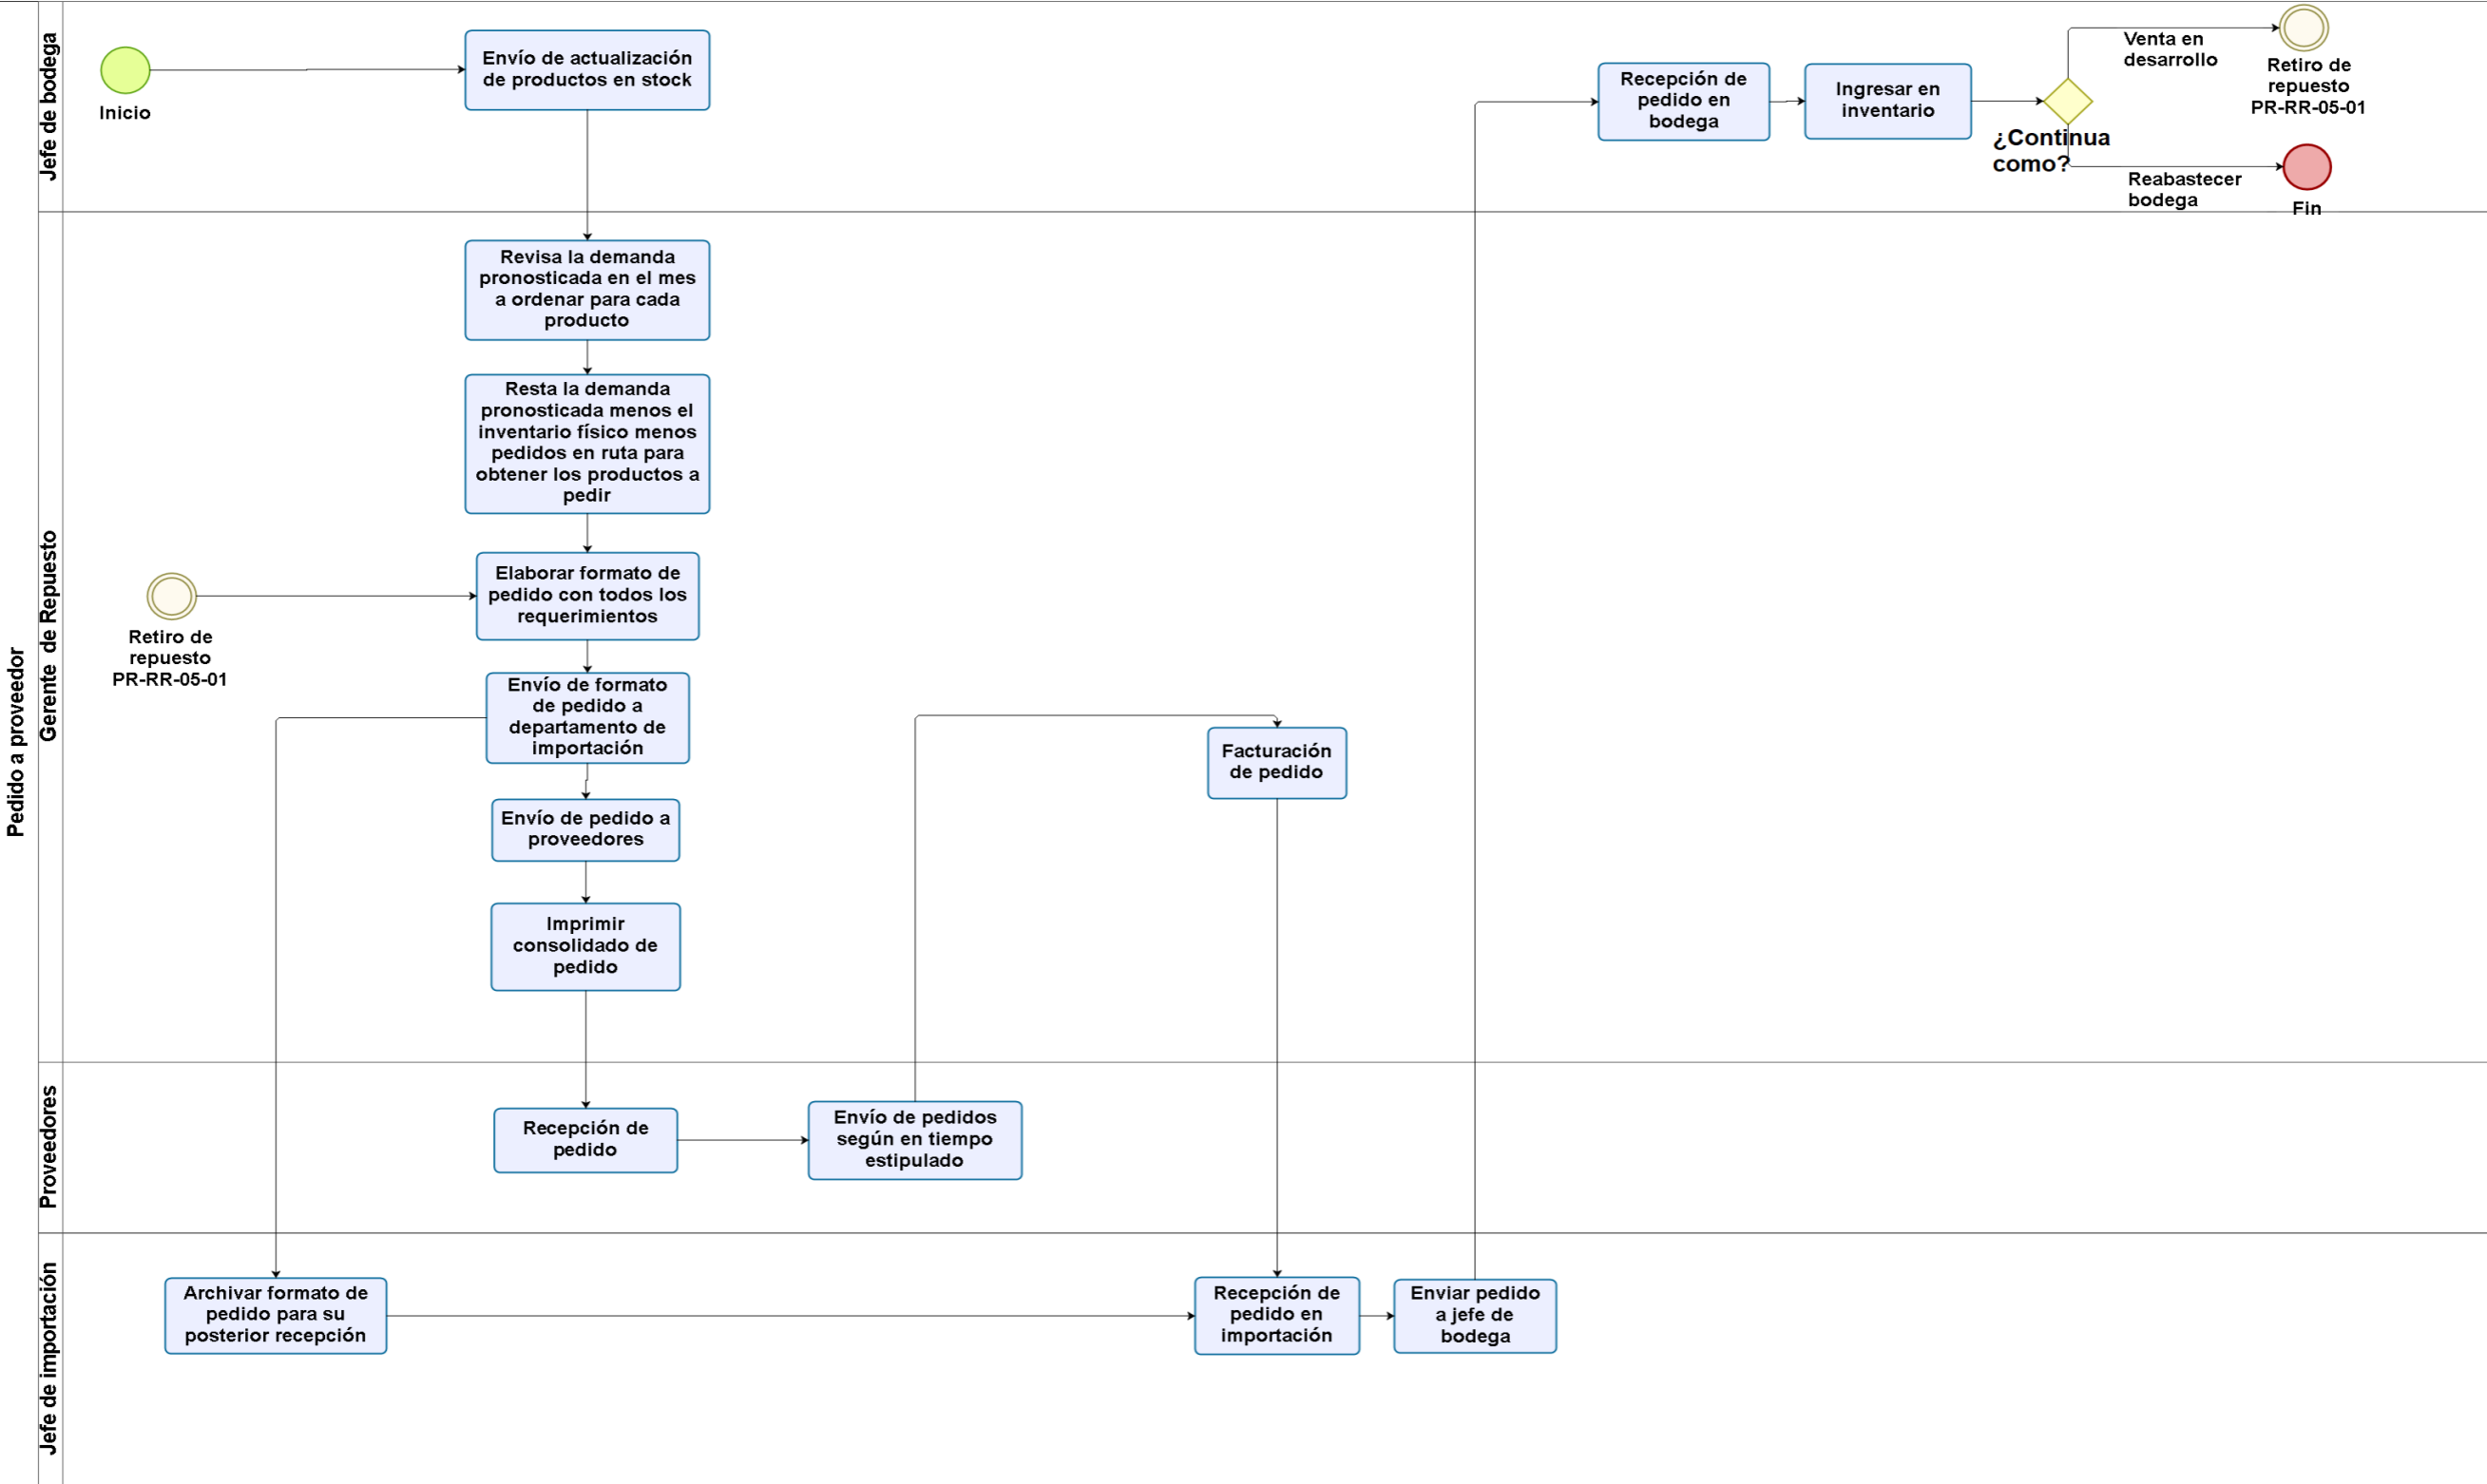 Pedido a proveedor
Jefe de bodega
Inicio
Envío de actualización
de productos en stock
Recepción de
pedido en
bodega
Ingresar en
inventario
¿Continua
como?
Venta en
desarrollo
Retiro de
repuesto
PR-RR-05-01
Reabastecer
bodega
Fin
Gerente de Repuesto
Revisa la demanda
pronosticada en el mes
a ordenar para cada
producto
Resta la demanda
pronosticada menos el
inventario físico menos
pedidos en ruta para
obtener los productos a
pedir
Retiro de
repuesto
PR-RR-05-01
Elaborar formato de
pedido con todos los
requerimientos
Envío de formato
de pedido a
departamento de
importación
Envío de pedido a
proveedores
Imprimir
consolidado de
pedido
Facturación
de pedido
Proveedores
Recepción de
pedido
Envío de pedidos
según en tiempo
estipulado
Jefe de importación
Archivar formato de
pedido para su
posterior recepción
Recepción de
pedido en
importación
Enviar pedido
a jefe de
bodega